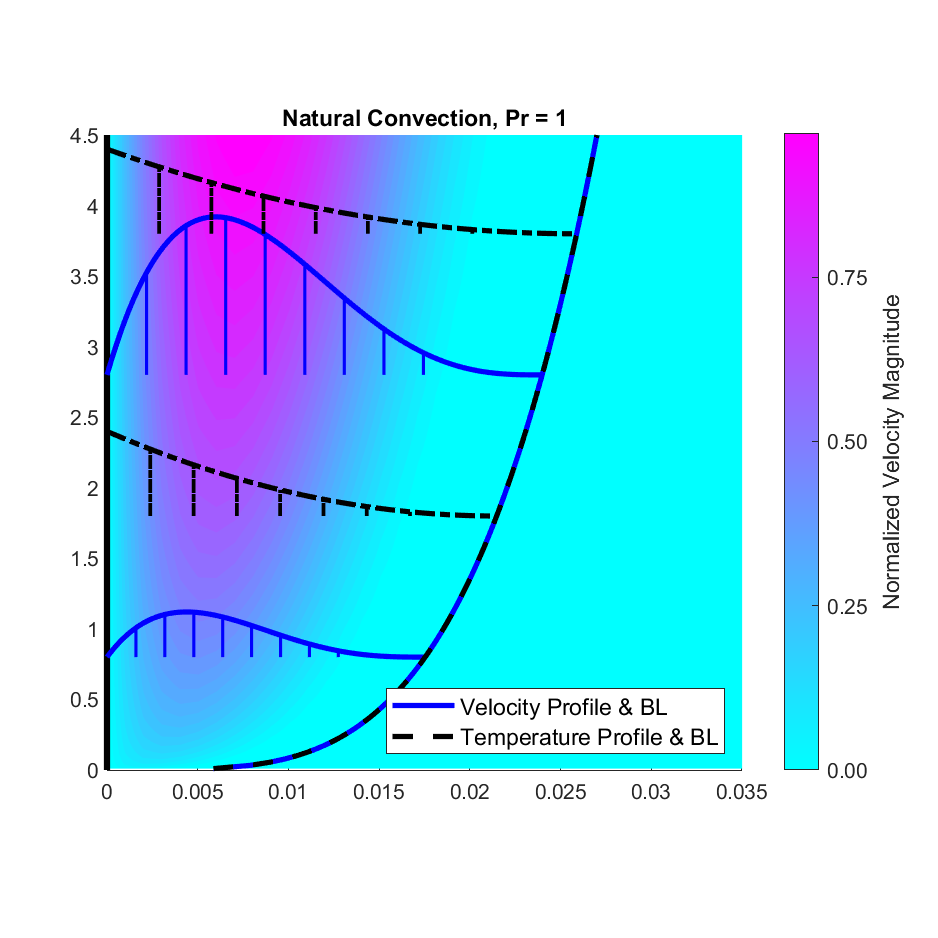 Natural Convection, Pr = 1
4.5
4
3.5
3
2.5
2
1.5
1
0.5
0
0 0.005 0.01 0.015 0.02 0.025 0.03 0.035
Velocity Profile & BL
Temperature Profile & BL
0.75
0.50
0.25
0.00
Normalized Velocity Magnitude